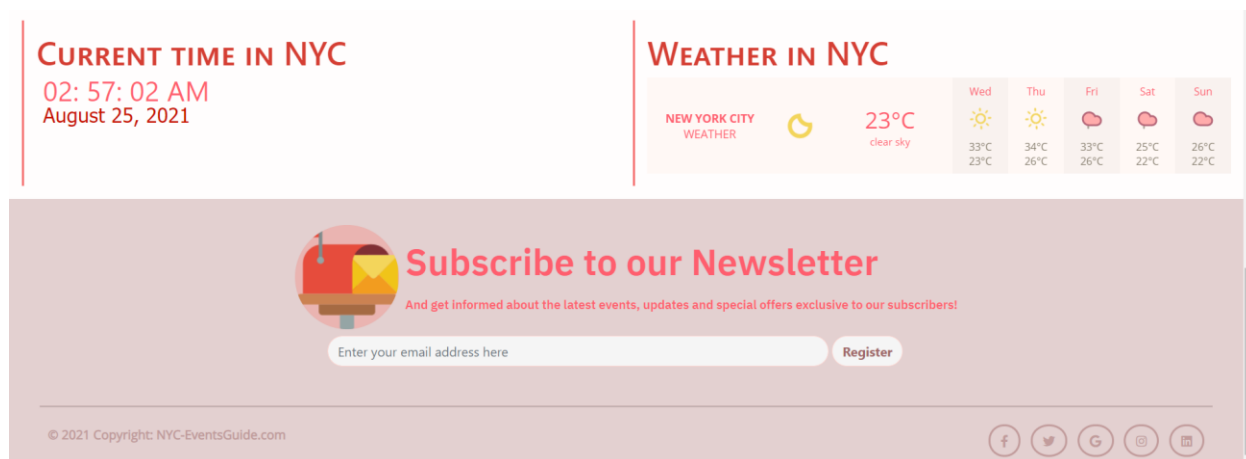 CURRENT TIME IN NYC
02: 57: 02 AM
August 25, 2021
WEATHER IN NYC
NEW YORK CITY
WEATHER
23°C
clear sky
Wed Thu Fri Sat Sun
33°C 34°C 33°C 25°C 26°C
23°C 26°C 26°C 22°C 22°C
Subscribe to our Newsletter
And get informed about the latest events, updates and special offers exclusive to our subscribers!
Enter your email address here
Register
© 2021 Copyright: NYC-EventsGuide.com